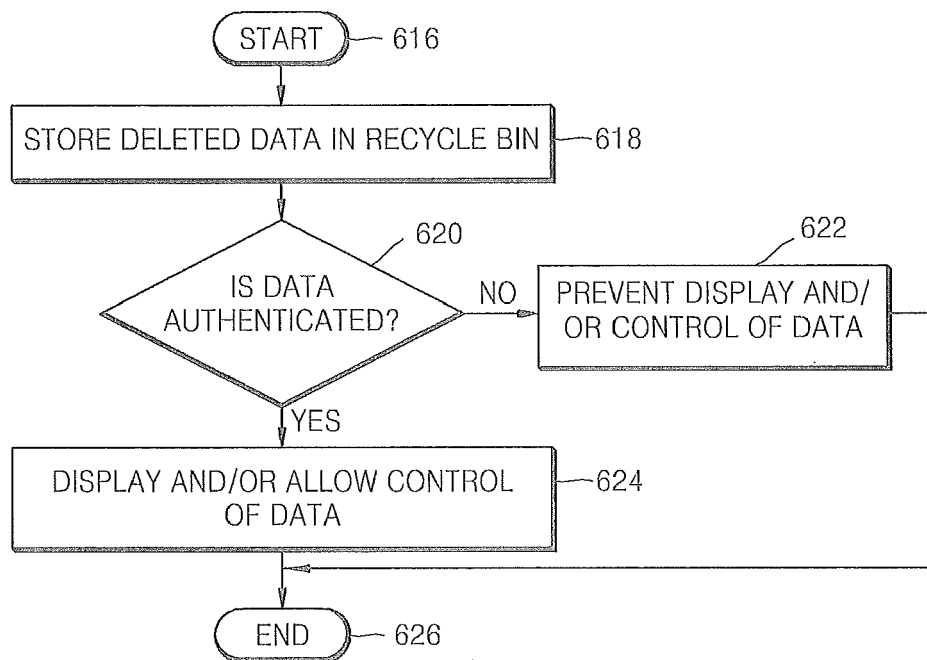 START
616
STORE DELETED DATA IN RECYCLE BIN
618
620
622
IS DATA
AUTHENTICATED?
NO
PREVENT DISPLAY AND/
OR CONTROL OF DATA
YES
DISPLAY AND/OR ALLOW CONTROL
OF DATA
624
END
626